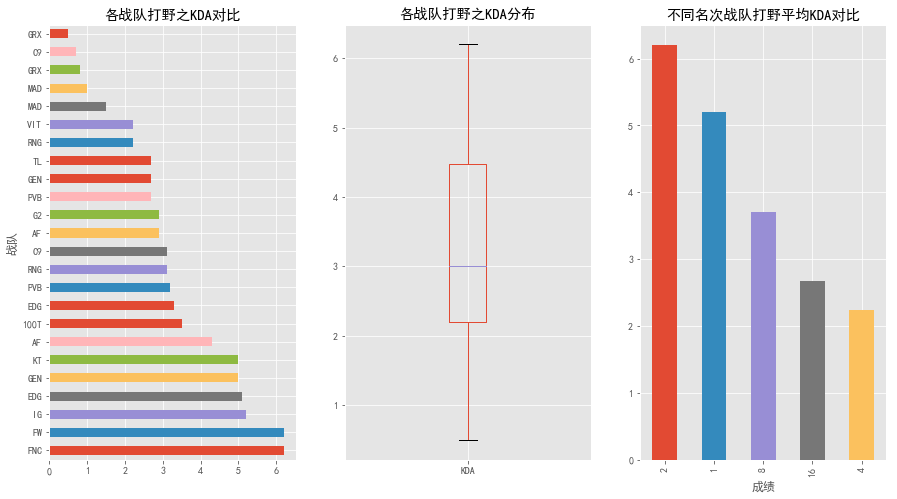 各战队打野之KDA对比
GRX
C9
GRX
MAD
MAD
VIT
RNG
TL
GEN
PVB
G2
AF
C9
RNG
PVB
EDG
100T
AF
KT
GEN
EDG
IG
FW
FNC
战队
0 1 2 3 4 5 6
各战队打野之KDA分布
6
5
4
3
2
1
KDA
不同名次战队打野平均KDA对比
6
5
4
3
2
1
0
2 1 8 16 4
成绩